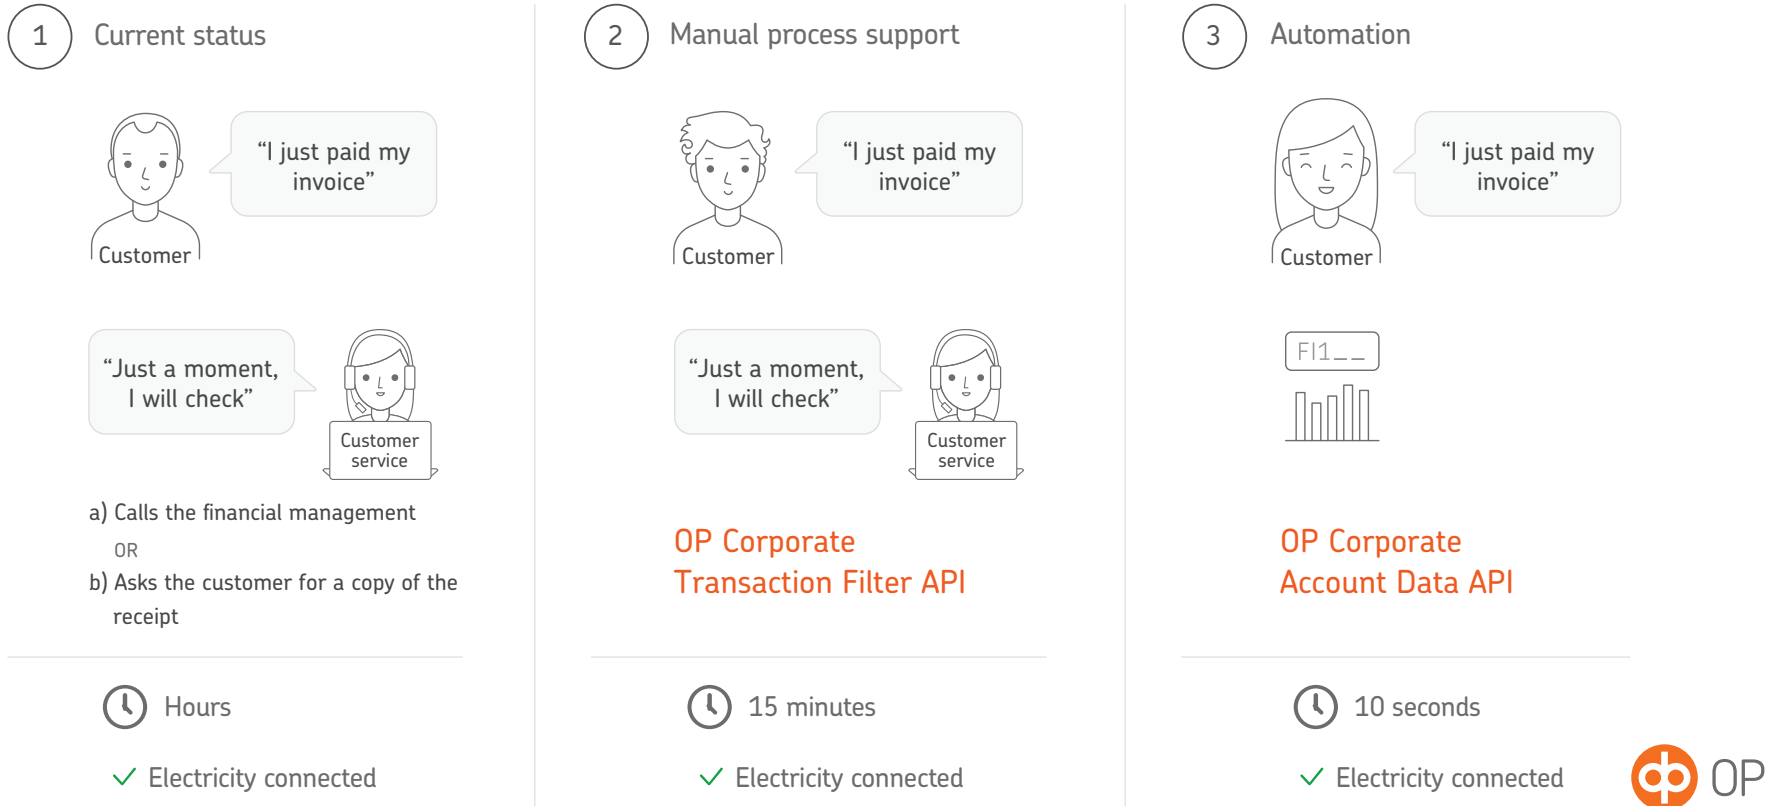 1 Current status
“I just paid my
invoice”
Customer
“Just a moment,
I will check”
Customer
service
a) Calls the financial management
OR
b) Asks the customer for a copy of the
receipt
Hours
Electricity connected
2 Manual process support
“I just paid my
invoice”
Customer
“Just a moment,
I will check”
Customer
service
OP Corporate
Transaction Filter API
15 minutes
Electricity connected
3 Automation
“I just paid my
invoice”
Customer
FI1__
OP Corporate
Account Data API
10 seconds
Electricity connected
OP